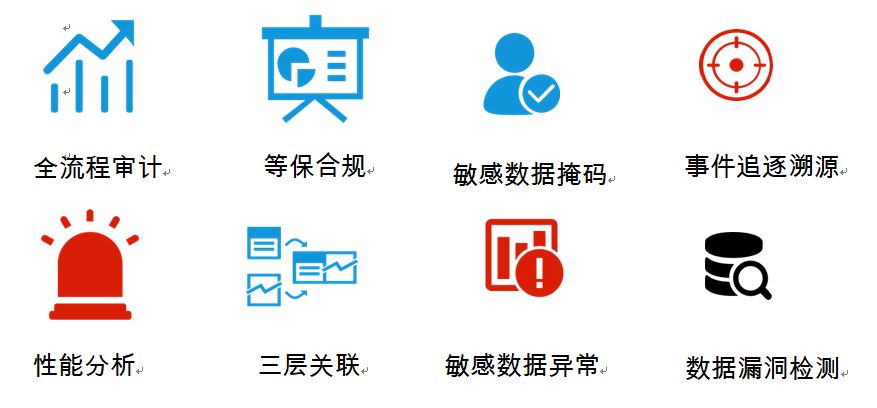 全流程审计
等保合规
敏感数据掩码
事件追逐溯源
性能分析
三层关联
敏感数据异常
数据漏洞检测